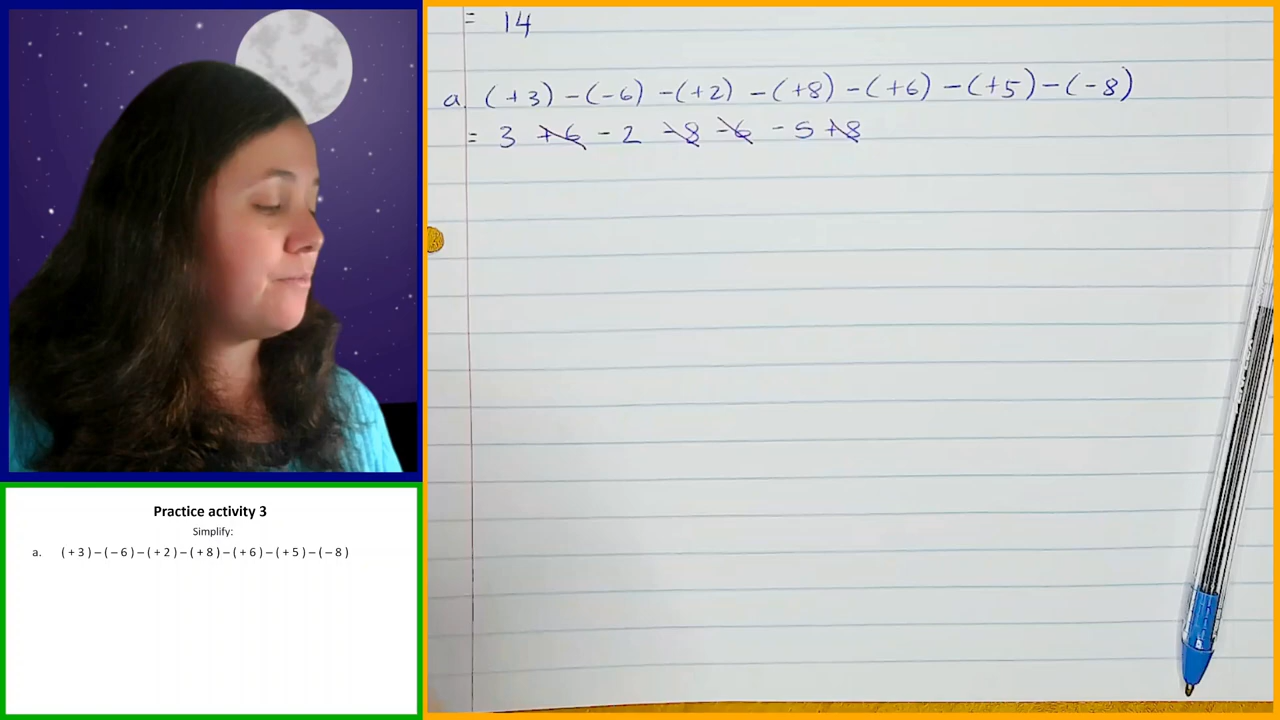 = 14
a. (+3) -(-6) -(+2) -(+8) -(+6) -(+5) -(-8)
= 3 +6 - 2 -8 -6 - 5 +8
Practice activity 3
Simplify:
a. ( + 3 ) – ( – 6 ) – ( + 2 ) – ( + 8 ) – ( + 6 ) – ( + 5 ) – ( – 8 )